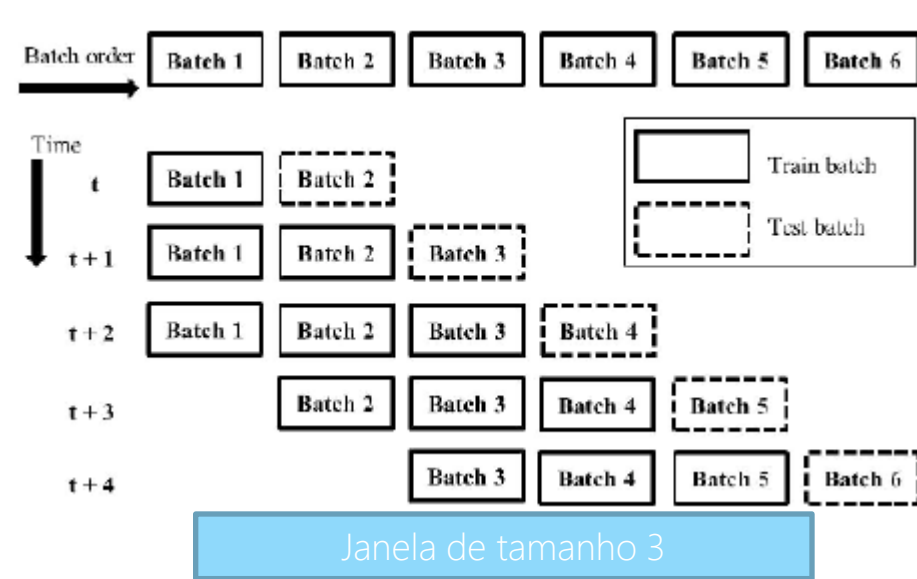 Batch order Batch 1 Batch 2 Batch 3 Batch 4 Batch 5 Batch 6
Time
Train batch
t Batch 1 Batch 2
Test batch
t + 1 Batch 1 Batch 2 Batch 3
t + 2 Batch 1 Batch 2 Batch 3 Batch 4
t + 3 Batch 2 Batch 3 Batch 4 Batch 5
t + 4 Batch 3 Batch 4 Batch 5 Batch 6
Janela de tamanho 3